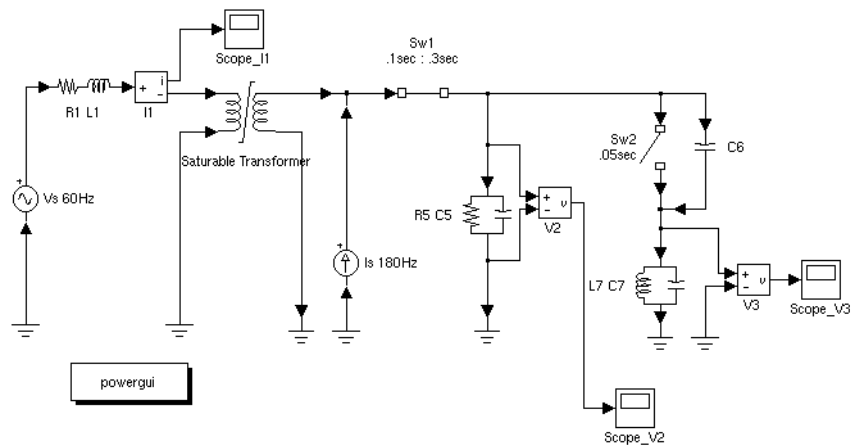 Scope_I1
Sw1
.1sec : .3sec
+
i
-
R1 L1
I1
Saturable Transformer
Sw2
.05sec
C6
+
Vs 60Hz
+
Is 180Hz
R5 C5
+
-
v
V2
L7 C7
+
-
v
V3
Scope_V3
powergui
Scope_V2